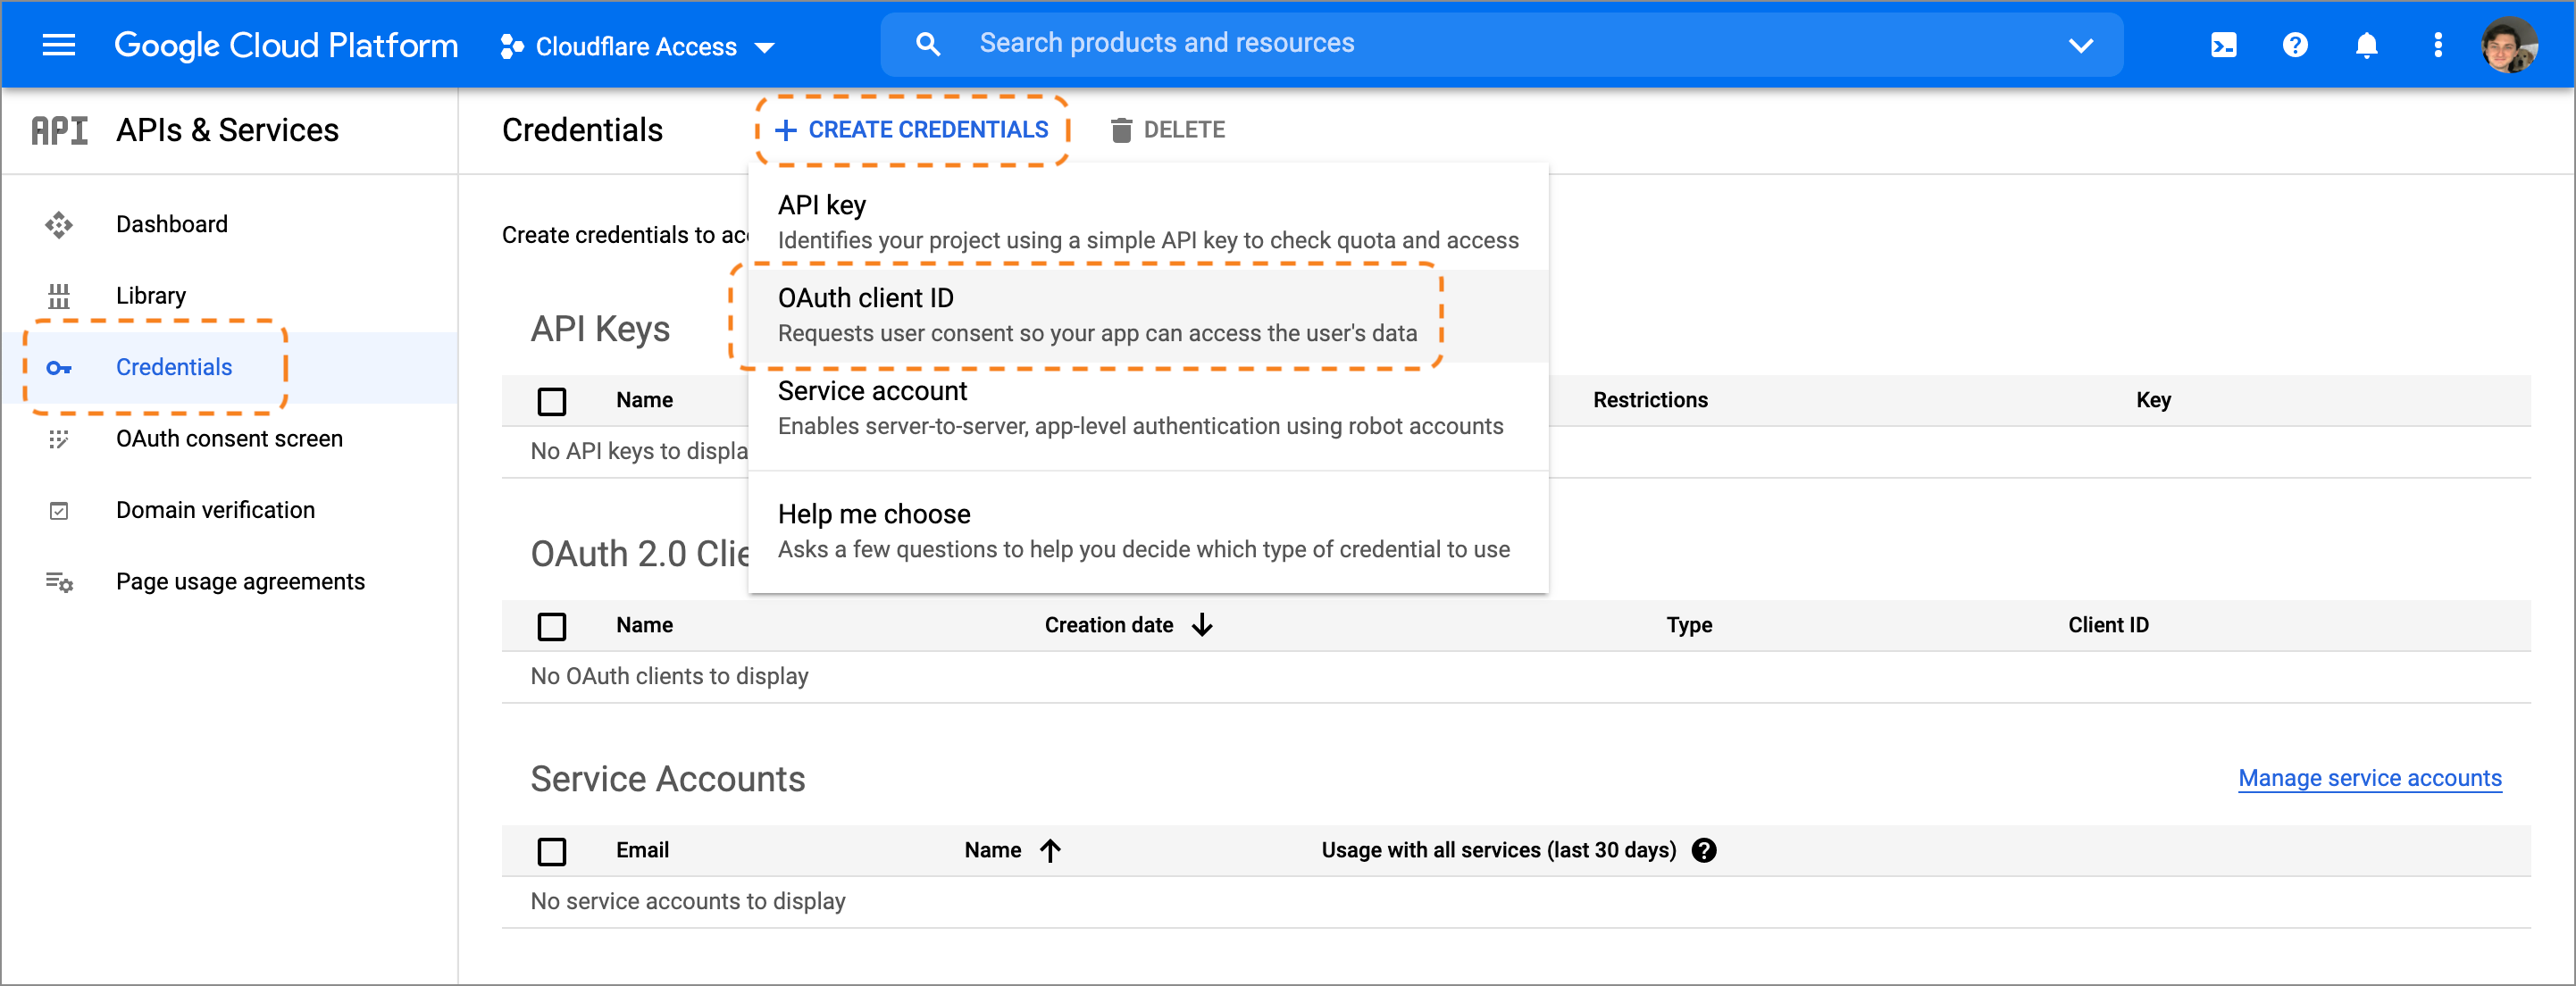 Google Cloud Platform
Cloudflare Access
Search products and resources
API
APIs & Services
Credentials
CREATE CREDENTIALS
DELETE
Dashboard
Library
Credentials
OAuth consent screen
Domain verification
Page usage agreements
Create credentials to acc
API key
Identifies your project using a simple API key to check quota and access
OAuth client ID
Requests user consent so your app can access the user's data
Service account
Enables server-to-server, app-level authentication using robot accounts
Help me choose
Asks a few questions to help you decide which type of credential to use
API Keys
Name Restrictions Key
No API keys to displa
OAuth 2.0 Clie
Name Creation date Type Client ID
No OAuth clients to display
Service Accounts
Manage service accounts
Email Name Usage with all services (last 30 days)
No service accounts to display